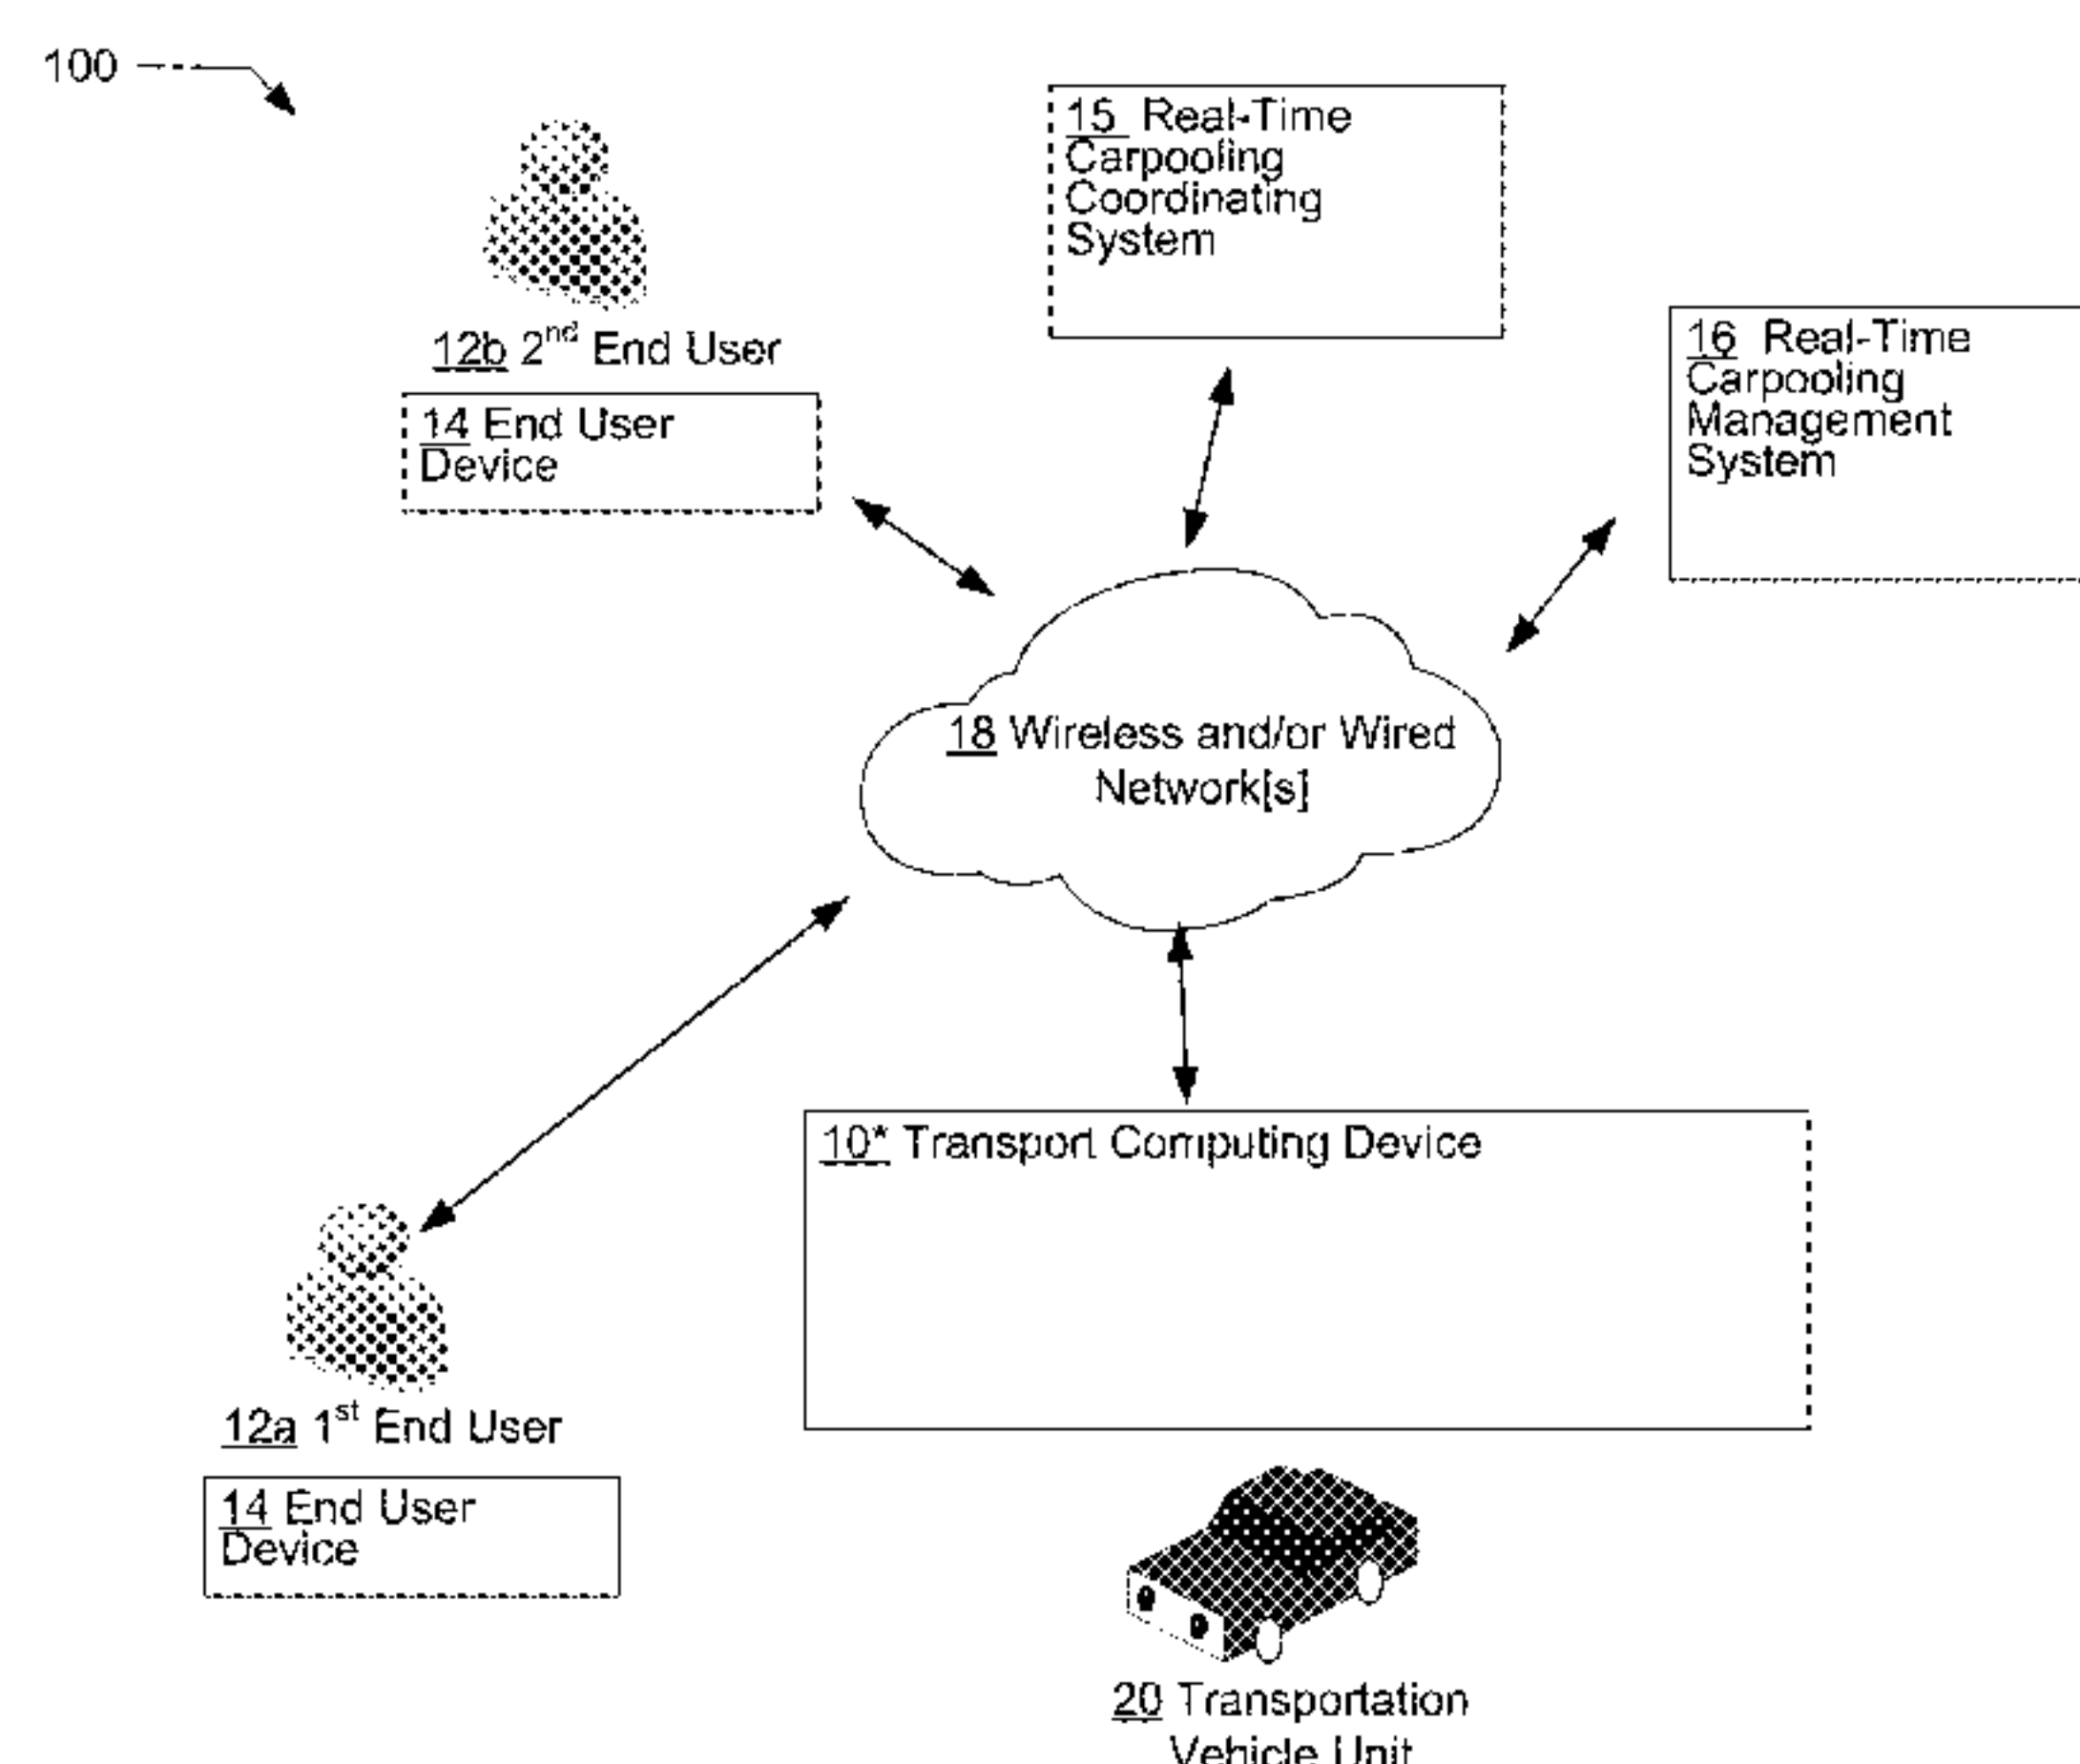 100
15 Real-Time
Carpooling
Coordinating
System
16 Real-Time
Carpooling
Management
System
12b 2nd End User
14 End User
Device
18 Wireless and/or Wired
Network[s]
10* Transport Computing Device
12a 1st End User
14 End User
Device
20 Transportation
Vehicle Unit